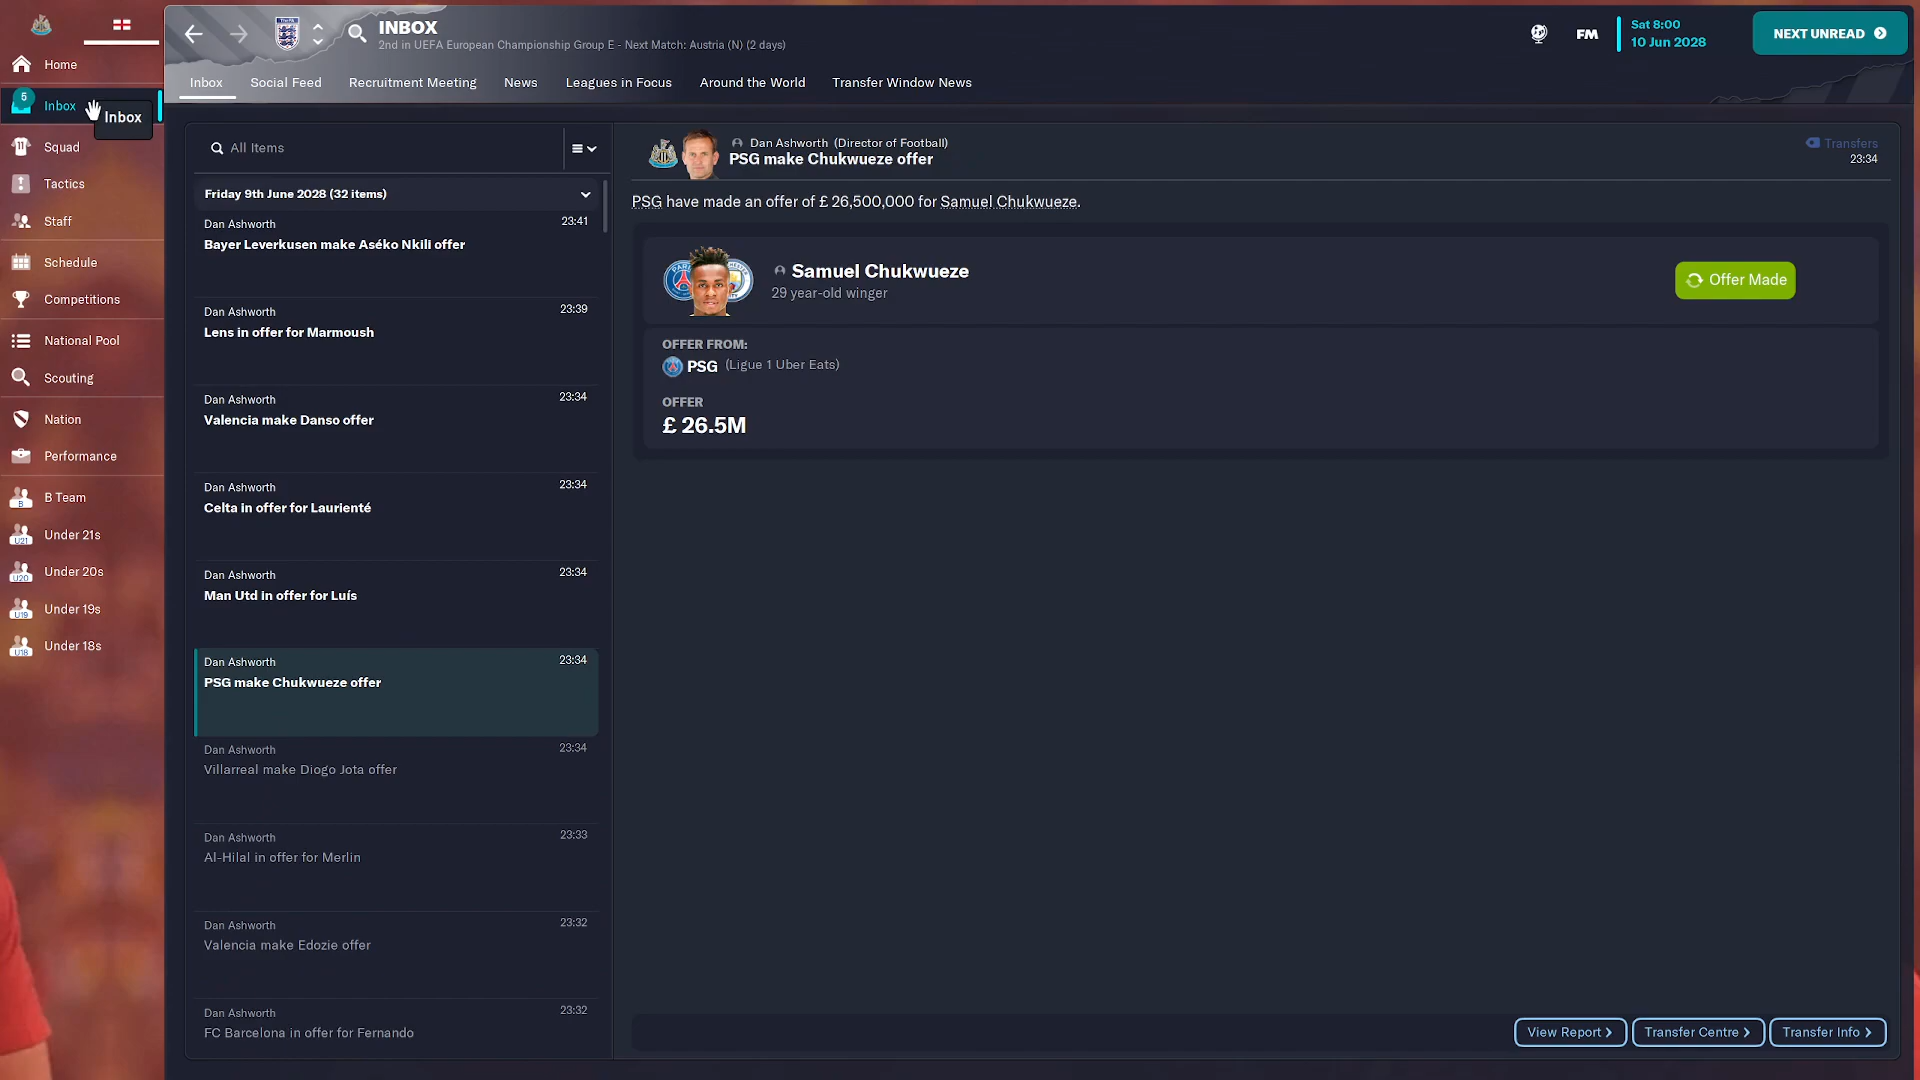 INBOX
2nd in UEFA European Championship Group E - Next Match: Austria (N) (2 days)
FM
Sat 8:00
10 Jun 2028
NEXT UNREAD
Home
5
Inbox
Inbox
Squad
Tactics
Staff
Schedule
Competitions
National Pool
Scouting
Nation
Performance
B
B Team
U21
Under 21s
U20
Under 20s
U19
Under 19s
U18
Under 18s
Inbox
Social Feed
Recruitment Meeting
News
Leagues in Focus
Around the World
Transfer Window News
All Items
Friday 9th June 2028 (32 items)
Dan Ashworth
23:41
Bayer Leverkusen make Aséko Nkili offer
Dan Ashworth
23:39
Lens in offer for Marmoush
Dan Ashworth
23:34
Valencia make Danso offer
Dan Ashworth
23:34
Celta in offer for Laurienté
Dan Ashworth
23:34
Man Utd in offer for Luís
Dan Ashworth
23:34
PSG make Chukwueze offer
Dan Ashworth
23:34
Villarreal make Diogo Jota offer
Dan Ashworth
23:33
Al-Hilal in offer for Merlin
Dan Ashworth
23:32
Valencia make Edozie offer
Dan Ashworth
23:32
FC Barcelona in offer for Fernando
Dan Ashworth (Director of Football)
PSG make Chukwueze offer
Transfers
23:34
PSG have made an offer of £ 26,500,000 for Samuel Chukwueze.
Samuel Chukwueze
29 year-old winger
Offer Made
OFFER FROM:
PSG (Ligue 1 Uber Eats)
OFFER
£ 26.5M
View Report
Transfer Centre
Transfer Info